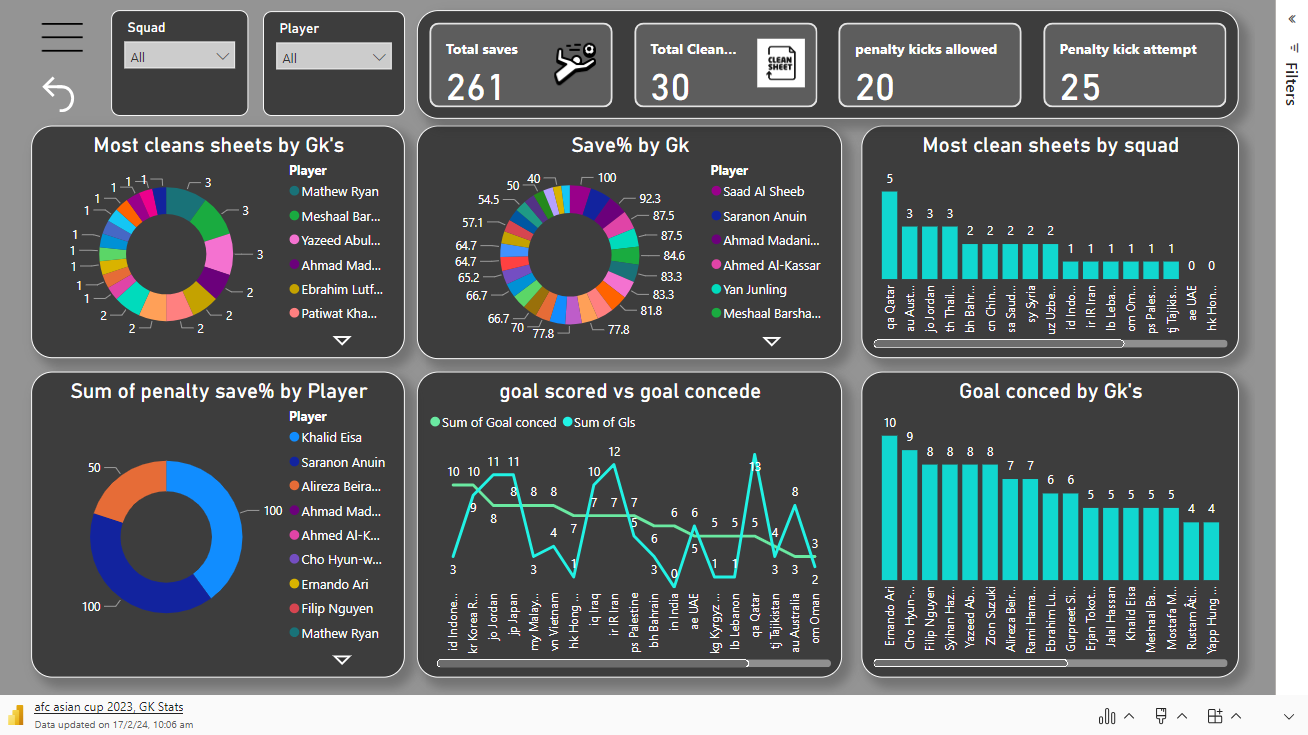 Squad
All
Player
All
Total saves
261
Total Clean...
30
CLEAN
SHEET
penalty kicks allowed
20
Penalty kick attempt
25
Filters
Most cleans sheets by Gk's
3
3
3
2
2
2
2
2
1
1
1
1
1
1
1
1
1
Player
Mathew Ryan
Meshaal Bar...
Yazeed Abul...
Ahmad Mad...
Ebrahim Lutf...
Patiwat Kha...
Save% by Gk
100
92.3
87.5
87.5
84.6
83.3
83.3
81.8
77.8
77.8
70
66.7
66.7
65.2
64.7
64.7
57.1
54.5
50
40
Player
Saad Al Sheeb
Saranon Anuin
Ahmad Madani...
Ahmed Al-Kassar
Yan Junling
Meshaal Barsha...
Most clean sheets by squad
5 3 3 3 2 2 2 2 2 1 1 1 1 1 1 0 0
qa Qatar
au Aust...
jo Jordan
th Thail...
bh Bahr...
cn Chin...
sa Saud...
sy Syria
uz Uzbe...
id Indo...
ir IR Iran
lb Leba...
om Om...
ps Pales...
tj Tajikis...
ae UAE
hk Hon...
Sum of penalty save% by Player
50
100
100
Player
Khalid Eisa
Saranon Anuin
Alireza Beira...
Ahmad Mad...
Ahmed Al-K...
Cho Hyun-w...
Ernando Ari
Filip Nguyen
Mathew Ryan
goal scored vs goal concede
Sum of Goal conced
Sum of Gls
10 10 8 8 8 8 7 7 7 7 6 6 5 5 5 5 4 3 3
3 9 11 11 3 4 1 10 12 5 3 0 6 1 1 13 3 8 2
id Indone...
kr Korea R...
jo Jordan
jp Japan
my Malay...
vn Vietnam
hk Hong ...
iq Iraq
ir IR Iran
ps Palestine
bh Bahrain
in India
ae UAE
kg Kyrgyz ...
lb Lebanon
qa Qatar
tj Tajikistan
au Australia
om Oman
Goal conced by Gk's
10 9 8 8 8 8 7 7 6 6 5 5 5 5 5 4 4
Ernando Ari
Cho Hyun-...
Filip Nguyen
Syihan Haz...
Yazeed Ab...
Zion Suzuki
Alireza Beir...
Rami Hama...
Ebrahim Lu...
Gurpreet Si...
Erjan Tokot...
Jalal Hassan
Khalid Eisa
Meshaal Ba...
Mostafa M...
Rustam Âti...
Yapp Hung ...
afc asian cup 2023, GK Stats
Data updated on 17/2/24, 10:06 am